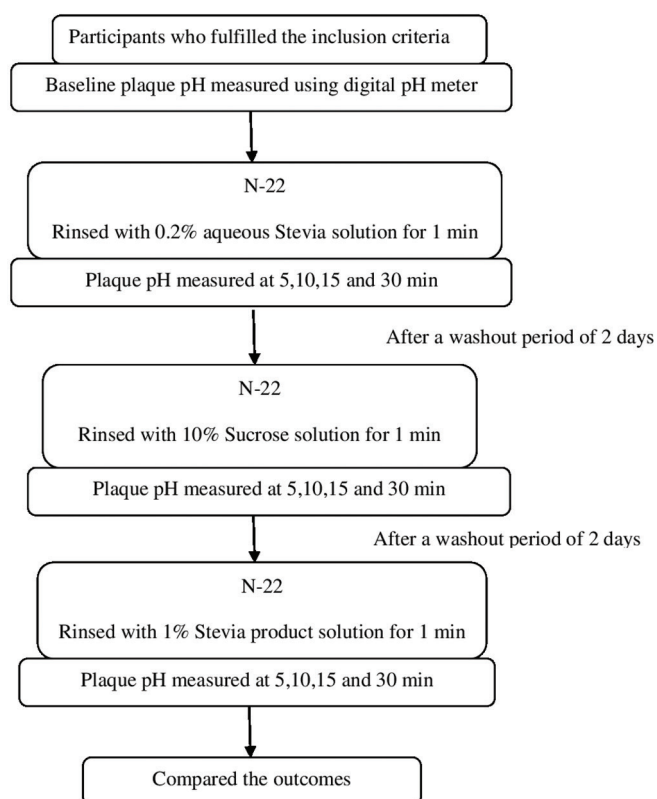 Participants who fulfilled the inclusion criteria
Baseline plaque pH measured using digital pH meter
N-22
Rinsed with 0.2% aqueous Stevia solution for 1 min
Plaque pH measured at 5,10,15 and 30 min
After a washout period of 2 days
N-22
Rinsed with 10% Sucrose solution for 1 min
Plaque pH measured at 5,10,15 and 30 min
After a washout period of 2 days
N-22
Rinsed with 1% Stevia product solution for 1 min
Plaque pH measured at 5,10,15 and 30 min
Compared the outcomes